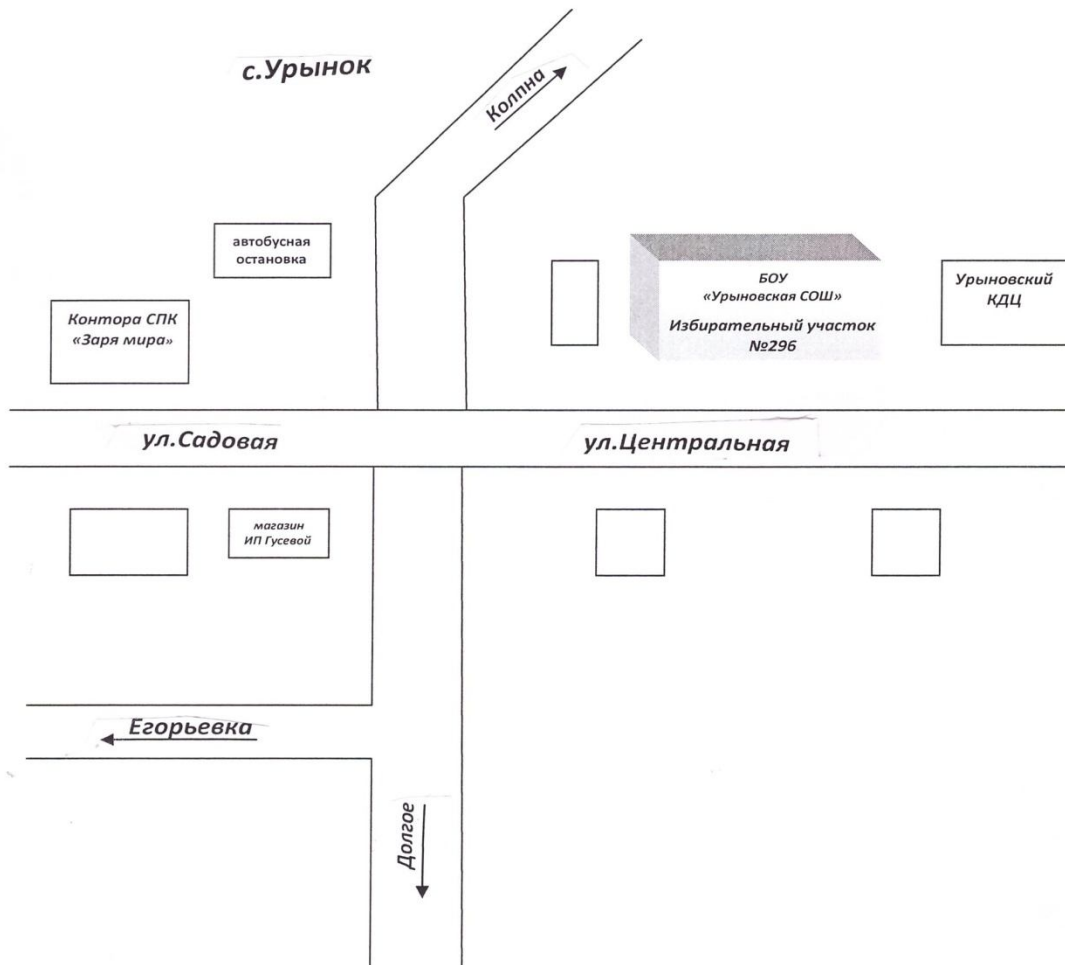 с.Урынок
Колпна
автобусная
остановка
Контора СПК
«Заря мира»
БОУ
«Урыновская СОШ»
Избирательный участок
№296
Урыновский
КДЦ
ул.Садовая
ул.Центральная
магазин
ИП Гусевой
Егорьевка
Долгое